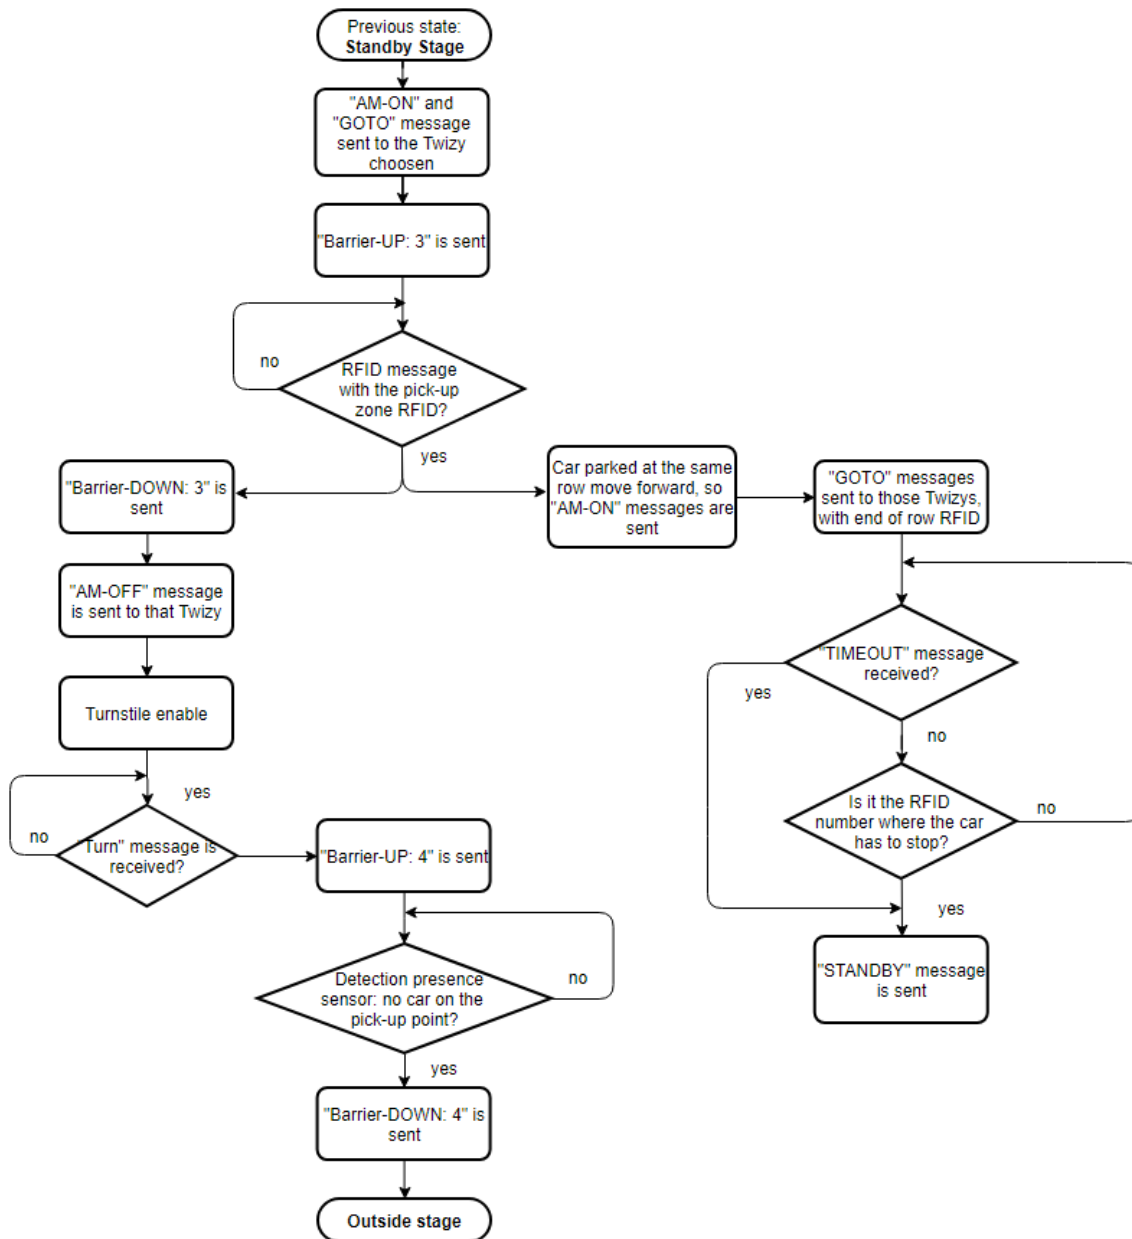 Previous state:
Standby Stage
"AM-ON" and
"GOTO" message
sent to the Twizy
choosen
"Barrier-UP: 3" is sent
no
RFID message
with the pick-up
zone RFID?
yes
"Barrier-DOWN: 3" is
sent
Car parked at the same
row move forward, so
"AM-ON" messages are
sent
"GOTO" messages
sent to those Twizys,
with end of row RFID
"AM-OFF" message
is sent to that Twizy
Turnstile enable
yes
no
"Turn" message is
received?
"Barrier-UP: 4" is sent
Detection presence
sensor: no car on the
pick-up point?
no
yes
"Barrier-DOWN: 4" is
sent
Outside stage
"TIMEOUT" message
received?
yes
no
Is it the RFID
number where the car
has to stop?
no
yes
"STANDBY" message
is sent